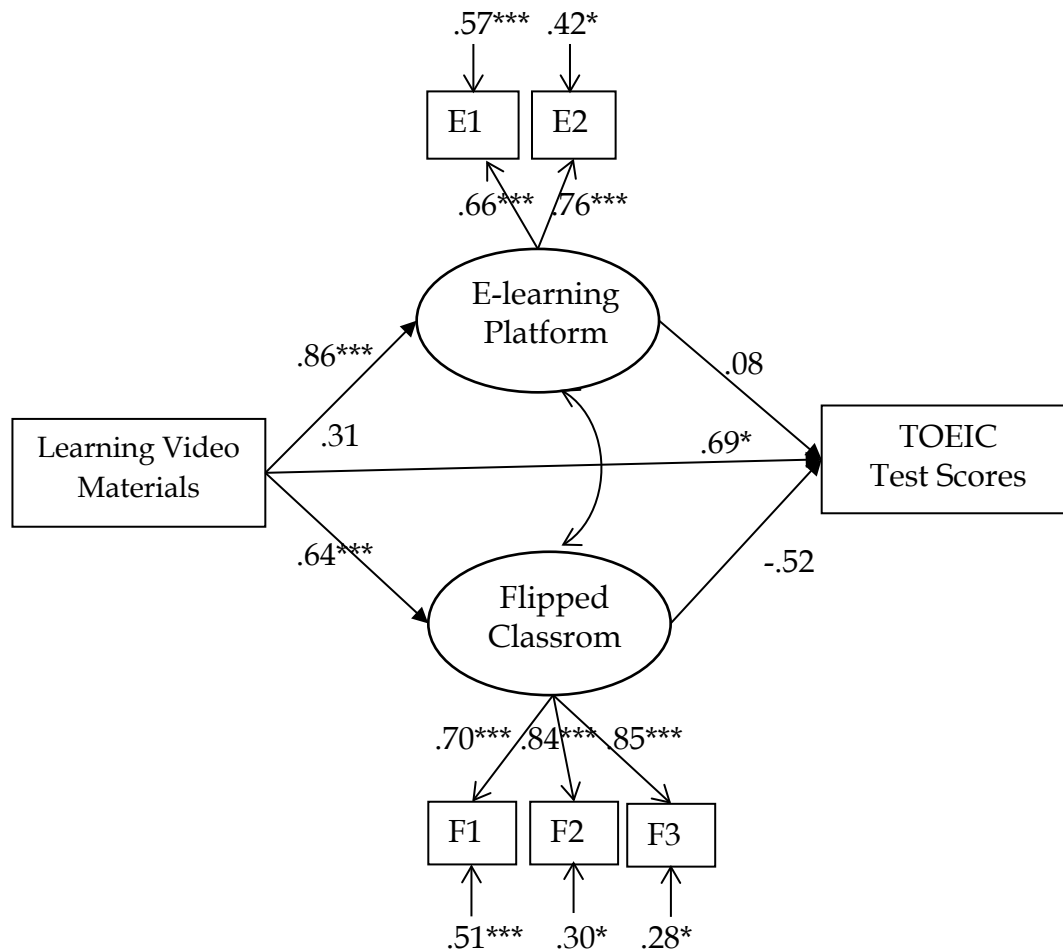 .57*** .42*
E1 E2
.66*** .76***
E-learning
Platform
.86*** .08
.31 .69*
Learning Video
Materials
TOEIC
Test Scores
.64*** -.52
Flipped
Classrom
.70*** .84*** .85***
F1 F2 F3
.51*** .30* .28*